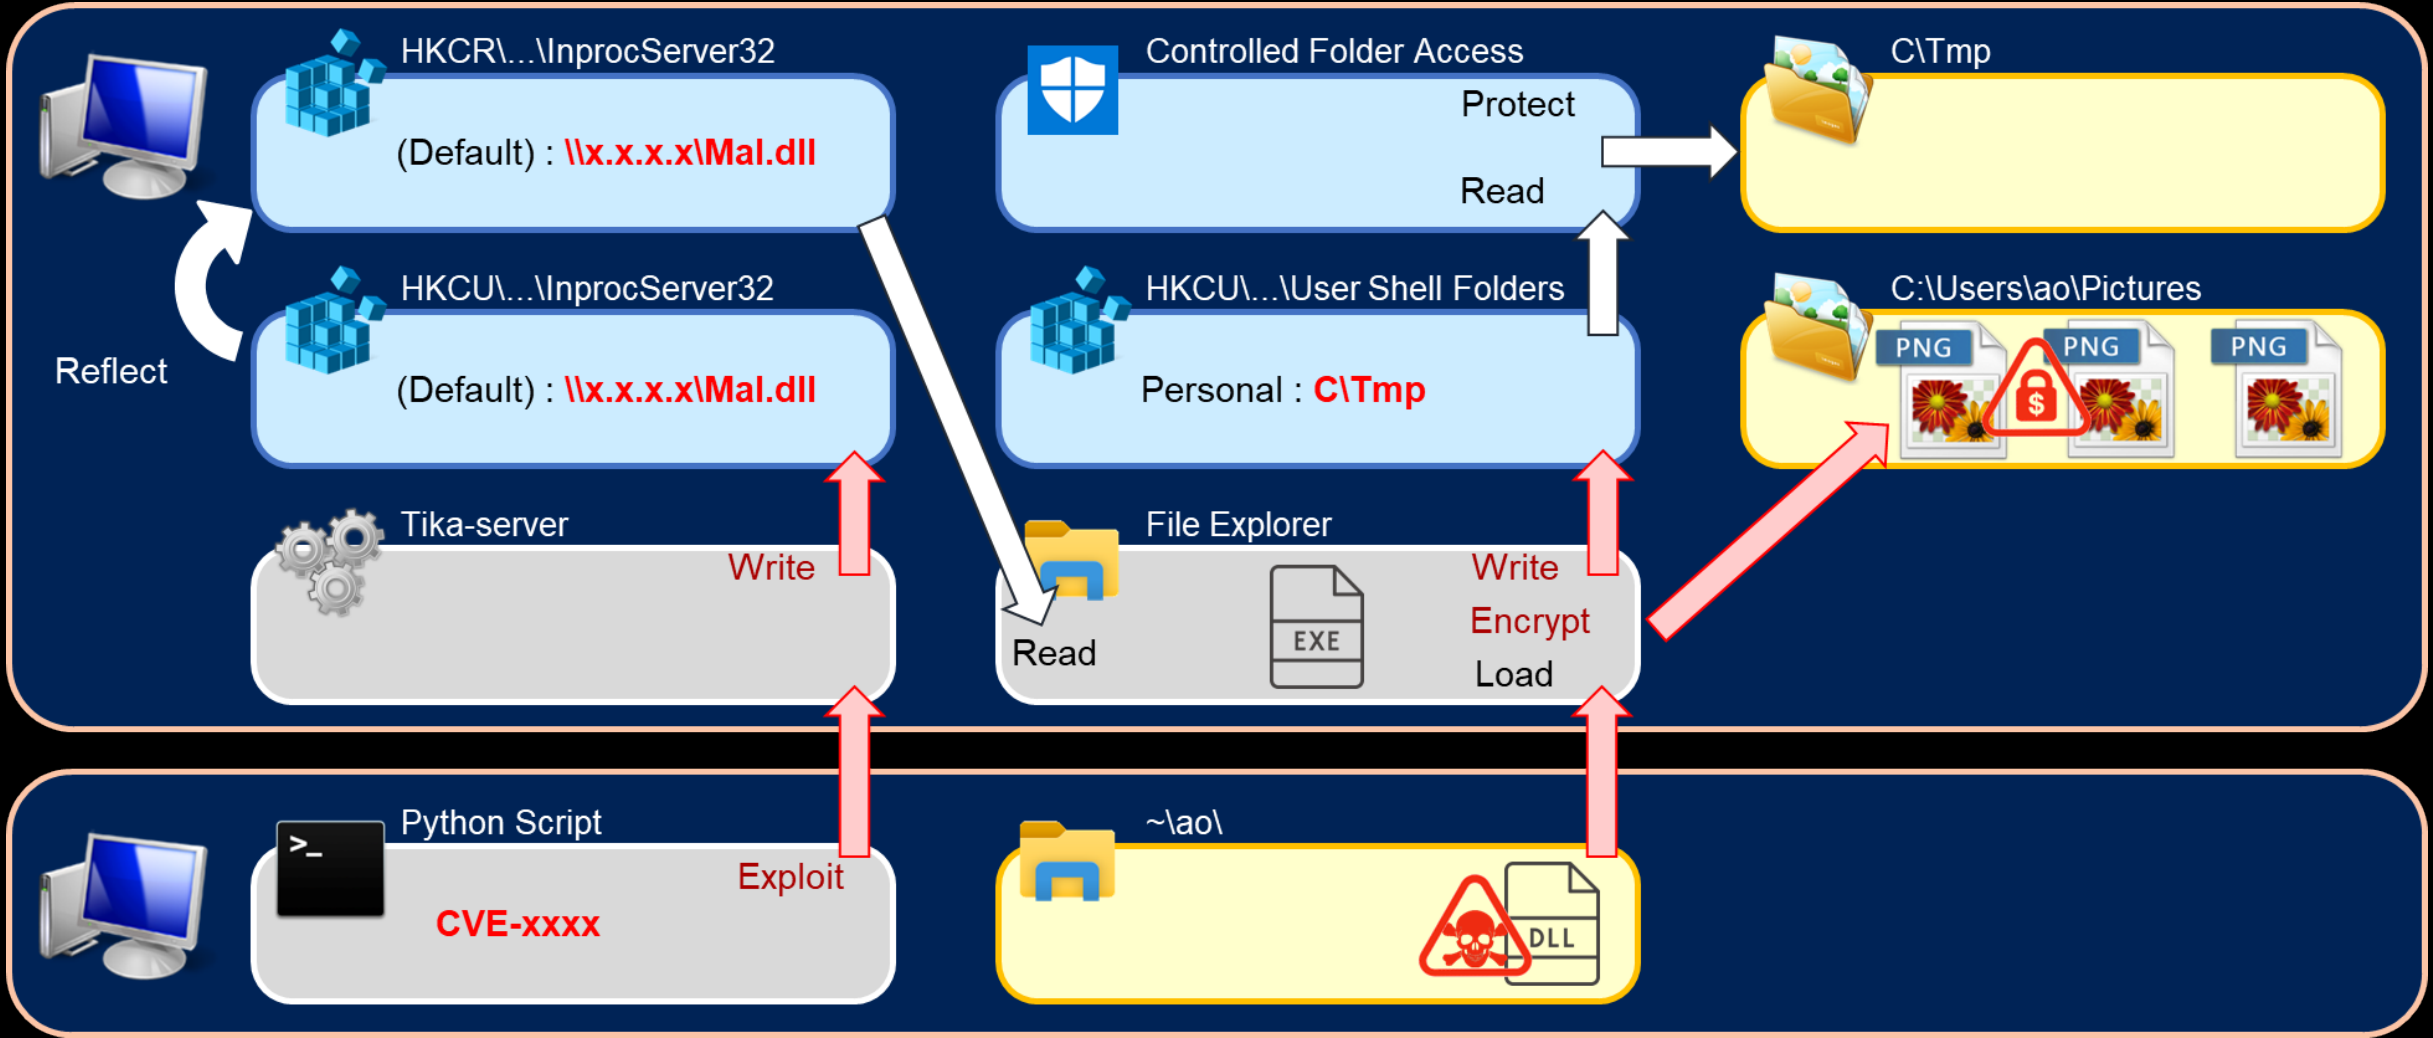 HKCR\...\InprocServer32
(Default) : \\x.x.x.x\Mal.dll
Controlled Folder Access
Protect
Read
C\Tmp
Reflect
HKCU\...\InprocServer32
(Default) : \\x.x.x.x\Mal.dll
HKCU\...\User Shell Folders
Personal : C\Tmp
C:\Users\ao\Pictures
PNG
PNG
PNG
$
Tika-server
Write
File Explorer
Read
EXE
Write
Encrypt
Load
Python Script
>_
Exploit
CVE-xxxx
~\ao\
DLL